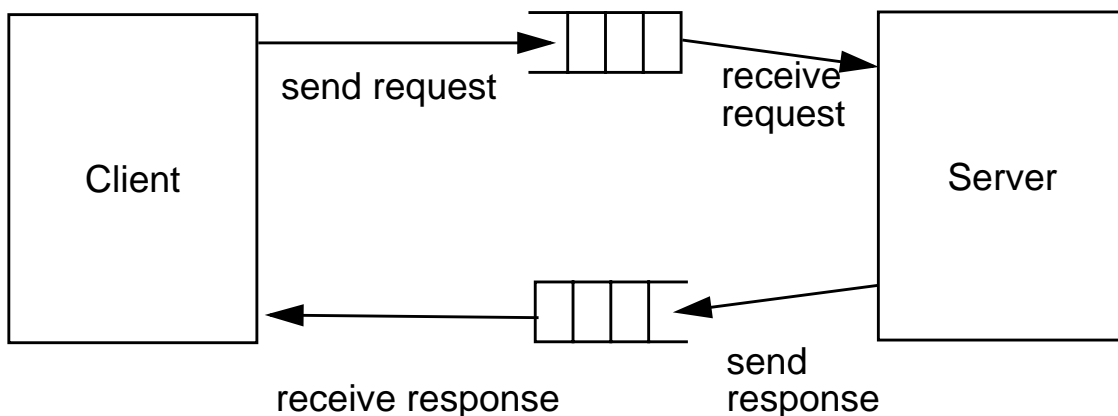 send request
receive
request
Client
Server
receive response
send
response